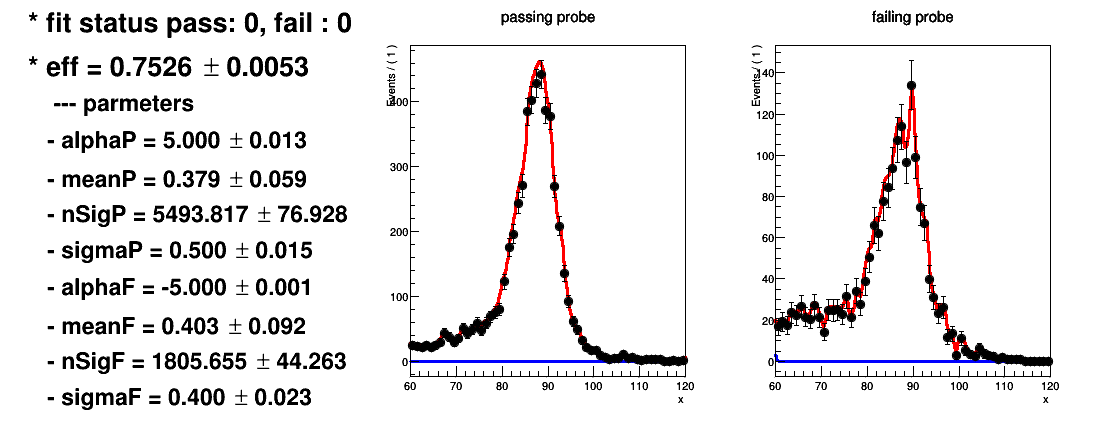 * fit status pass: 0, fail : 0
* eff = 0.7526 ± 0.0053
--- parmeters
- alphaP = 5.000 ± 0.013
- meanP = 0.379 ± 0.059
- nSigP = 5493.817 ± 76.928
- sigmaP = 0.500 ± 0.015
- alphaF = -5.000 ± 0.001
- meanF = 0.403 ± 0.092
- nSigF = 1805.655 ± 44.263
- sigmaF = 0.400 ± 0.023
passing probe
Events / ( 1 )
400
300
200
100
0
60 70 80 90 100 110 120
x
failing probe
Events / ( 1 )
140
120
100
80
60
40
20
0
60 70 80 90 100 110 120
x